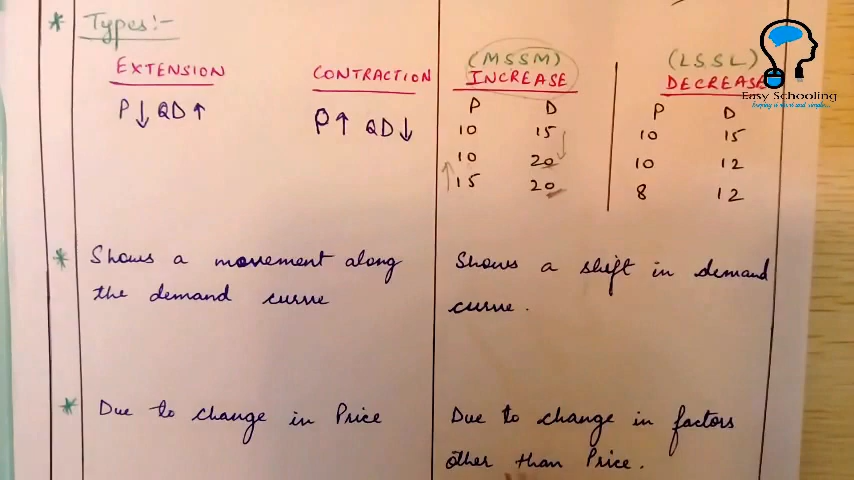 * Types:-
EXTENSION
P↓ QD↑
CONTRACTION
P↑ QD↓
(MSSM)
INCREASE
P D
10 15
10 20
15 20
(LSSL)
DECREASE
P D
10 15
10 12
8 12
Easy Schooling
* Shows a movement along
the demand curve
Shows a shift in demand
curve.
* Due to change in Price
Due to change in factors
other than Price.